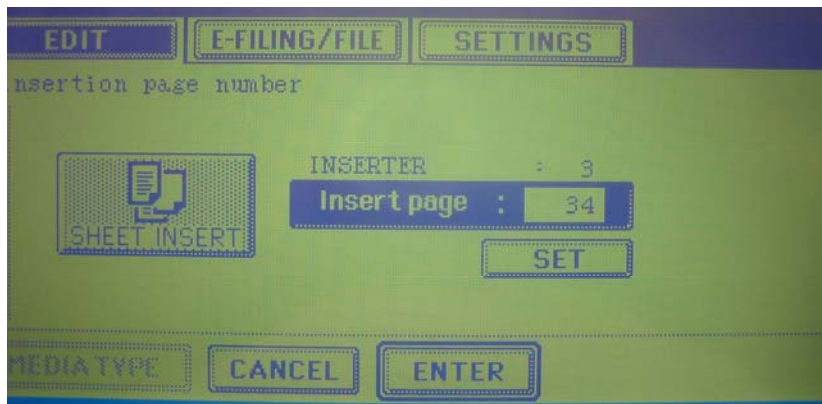 EDIT E-FILING/FILE SETTINGS
nsertion page number
INSERTER : 3
Insert page : 34
SHEET INSERT
SET
MEDIA TYPE CANCEL ENTER